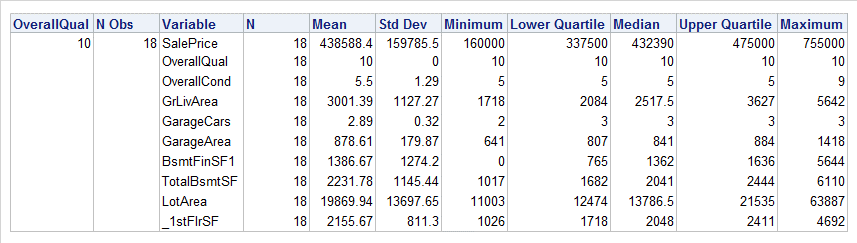 OverallQual N Obs Variable N Mean Std Dev Minimum Lower Quartile Median Upper Quartile Maximum
10 18 SalePrice 18 438588.4 159785.5 160000 337500 432390 475000 755000
OverallQual 18 10 0 10 10 10 10 10
OverallCond 18 5.5 1.29 5 5 5 5 9
GrLivArea 18 3001.39 1127.27 1718 2084 2517.5 3627 5642
GarageCars 18 2.89 0.32 2 3 3 3 3
GarageArea 18 878.61 179.87 641 807 841 884 1418
BsmtFinSF1 18 1386.67 1274.2 0 765 1362 1636 5644
TotalBsmtSF 18 2231.78 1145.44 1017 1682 2041 2444 6110
LotArea 18 19869.94 13697.65 11003 12474 13786.5 21535 63887
_1stFlrSF 18 2155.67 811.3 1026 1718 2048 2411 4692